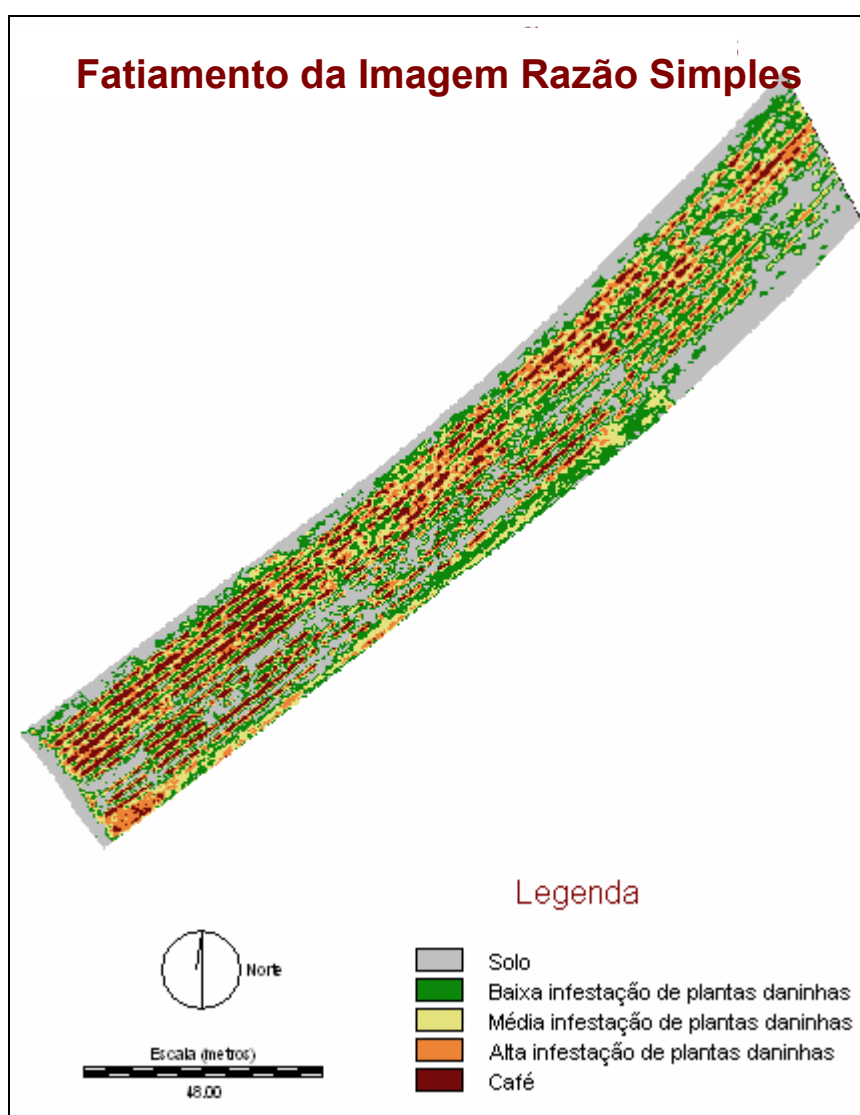 Fatiamento da Imagem Razão Simples
Legenda
Norte
Solo
Baixa infestação de plantas daninhas
Média infestação de plantas daninhas
Escala (metros)
Alta infestação de plantas daninhas
Café
48.00